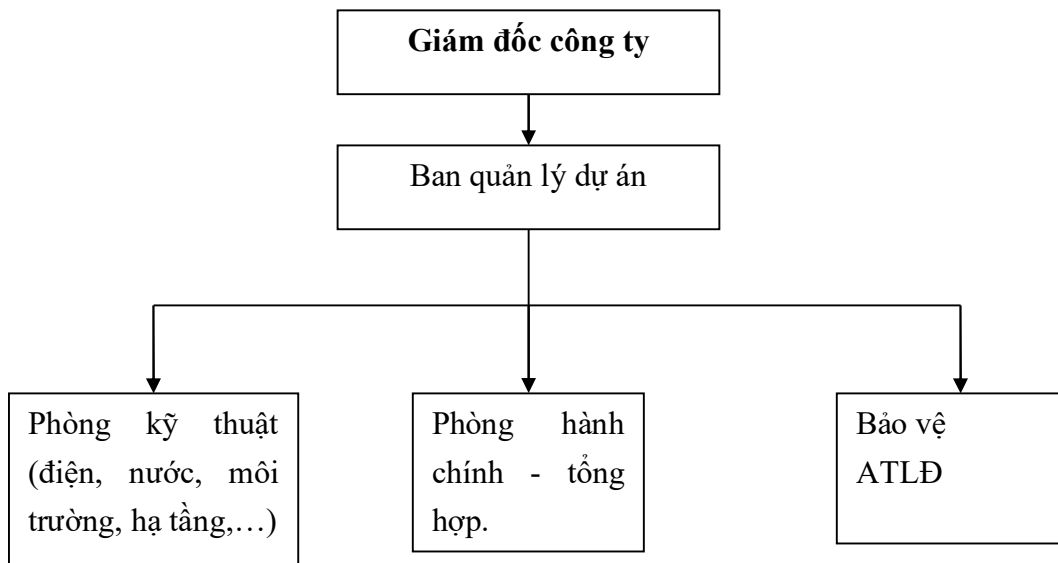 Giám đốc công ty
Ban quản lý dự án
Phòng kỹ thuật
(điện, nước, môi
trường, hạ tầng,…)
Phòng hành
chính - tổng
hợp.
Bảo vệ
ATLĐ